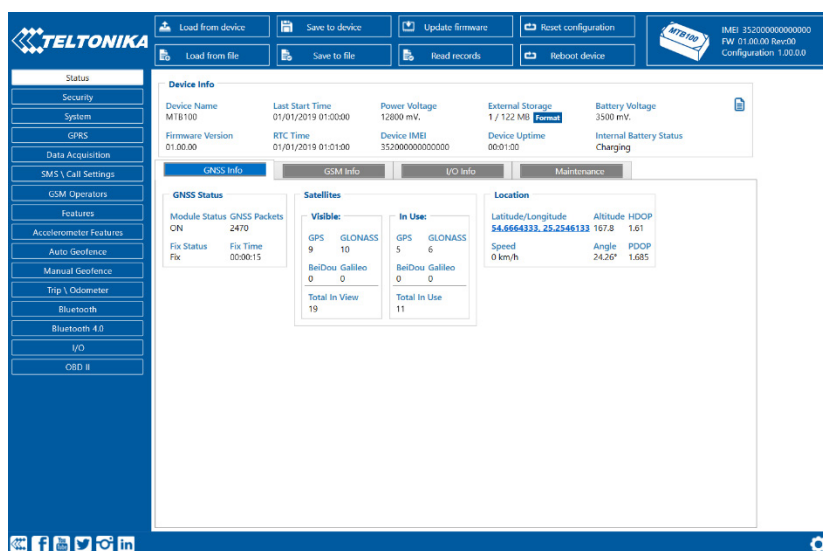 TELTONIKA
Load from device
Save to device
Update firmware
Reset configuration
Load from file
Save to file
Read records
Reboot device
MTB100
IMEI 352000000000000
FW 01.00.00 Rev:00
Configuration 1.00.0.0
Status
Security
System
GPRS
Data Acquisition
SMS \ Call Settings
GSM Operators
Features
Accelerometer Features
Auto Geofence
Manual Geofence
Trip \ Odometer
Bluetooth
Bluetooth 4.0
I/O
OBD II
Device Info
Device Name Last Start Time Power Voltage External Storage Battery Voltage
MTB100 01/01/2019 01:00:00 12800 mV. 1 / 122 MB Format 3500 mV.
Firmware Version RTC Time Device IMEI Device Uptime Internal Battery Status
01.00.00 01/01/2019 01:01:00 352000000000000 00:01:00 Charging
GNSS Info GSM Info I/O Info Maintenance
GNSS Status
Module Status GNSS Packets
ON 2470
Fix Status Fix Time
Fix 00:00:15
Satellites
Visible:
GPS GLONASS
9 10
BeiDou Galileo
0 0
Total In View
19
In Use:
GPS GLONASS
5 6
BeiDou Galileo
0 0
Total In Use
11
Location
Latitude/Longitude Altitude HDOP
54.6664333, 25.2546133 167.8 1.61
Speed Angle PDOP
0 km/h 24.26° 1.685